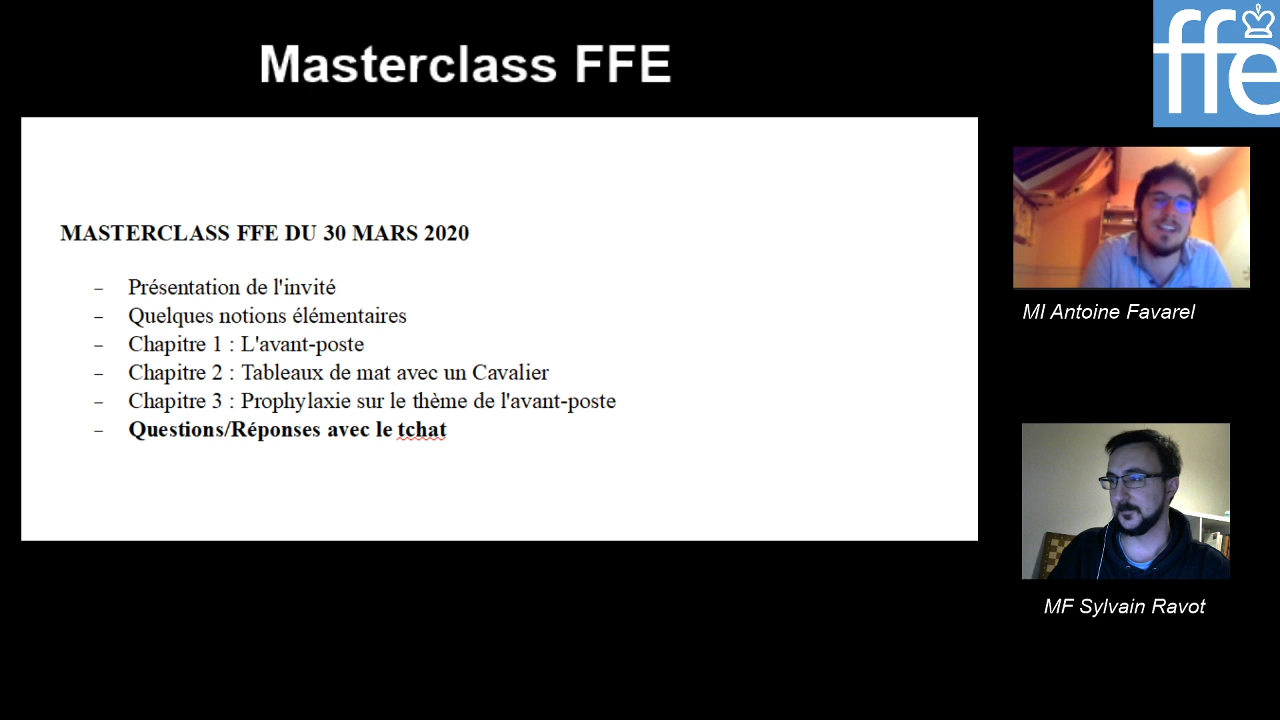 Masterclass FFE
ffe
MASTERCLASS FFE DU 30 MARS 2020
– Présentation de l'invité
– Quelques notions élémentaires
– Chapitre 1 : L'avant-poste
– Chapitre 2 : Tableaux de mat avec un Cavalier
– Chapitre 3 : Prophylaxie sur le thème de l'avant-poste
– Questions/Réponses avec le tchat
MI Antoine Favarel
MF Sylvain Ravot